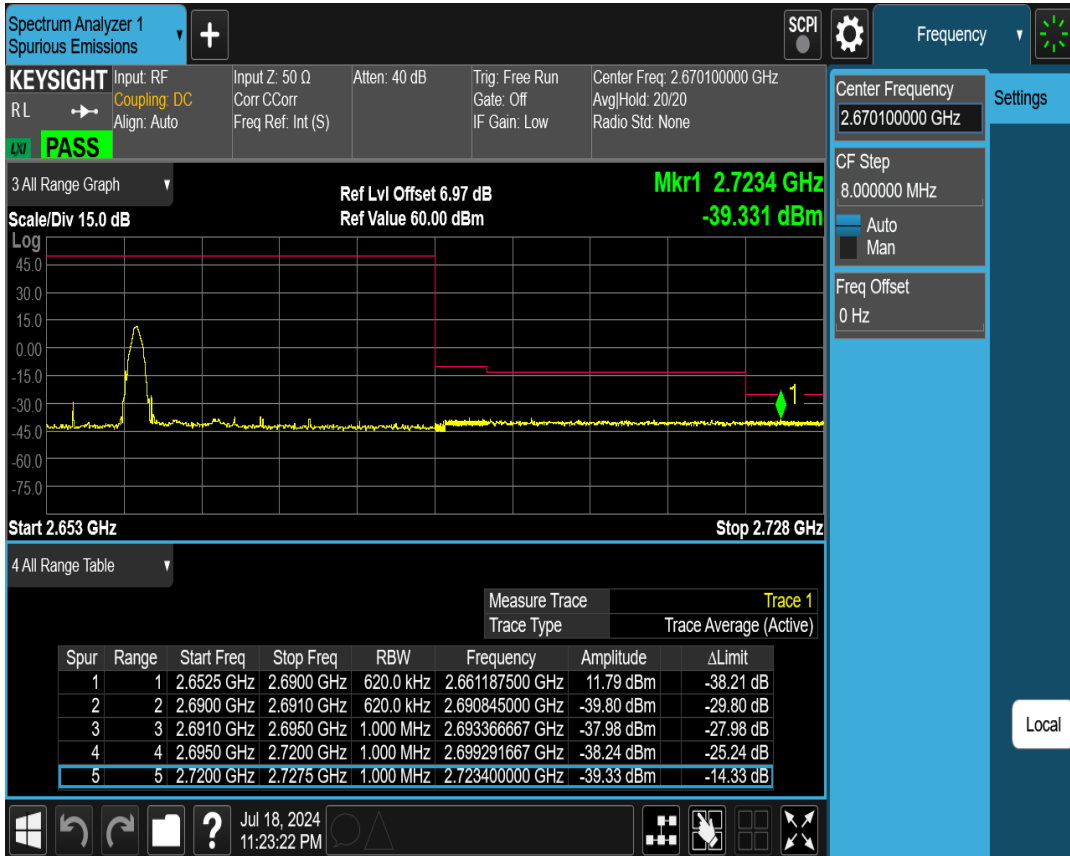 Spectrum Analyzer 1
Spurious Emissions
+
SCPI
Frequency
KEYSIGHT
RL
LXI
PASS
Input: RF
Coupling: DC
Align: Auto
Input Z: 50 Ω
Corr CCorr
Freq Ref: Int (S)
Atten: 40 dB
Trig: Free Run
Gate: Off
IF Gain: Low
Center Freq: 2.670100000 GHz
Avg|Hold: 20/20
Radio Std: None
Center Frequency
2.670100000 GHz
Settings
CF Step
8.000000 MHz
Auto
Man
Freq Offset
0 Hz
Local
3 All Range Graph
Scale/Div 15.0 dB
Ref Lvl Offset 6.97 dB
Ref Value 60.00 dBm
Mkr1 2.7234 GHz
-39.331 dBm
Log
45.0
30.0
15.0
0.00
-15.0
-30.0
-45.0
-60.0
-75.0
1
Start 2.653 GHz
Stop 2.728 GHz
4 All Range Table
Measure Trace Trace 1
Trace Type Trace Average (Active)
Spur Range Start Freq Stop Freq RBW Frequency Amplitude ΔLimit
1 1 2.6525 GHz 2.6900 GHz 620.0 kHz 2.661187500 GHz 11.79 dBm -38.21 dB
2 2 2.6900 GHz 2.6910 GHz 620.0 kHz 2.690845000 GHz -39.80 dBm -29.80 dB
3 3 2.6910 GHz 2.6950 GHz 1.000 MHz 2.693366667 GHz -37.98 dBm -27.98 dB
4 4 2.6950 GHz 2.7200 GHz 1.000 MHz 2.699291667 GHz -38.24 dBm -25.24 dB
5 5 2.7200 GHz 2.7275 GHz 1.000 MHz 2.723400000 GHz -39.33 dBm -14.33 dB
?
Jul 18, 2024
11:23:22 PM